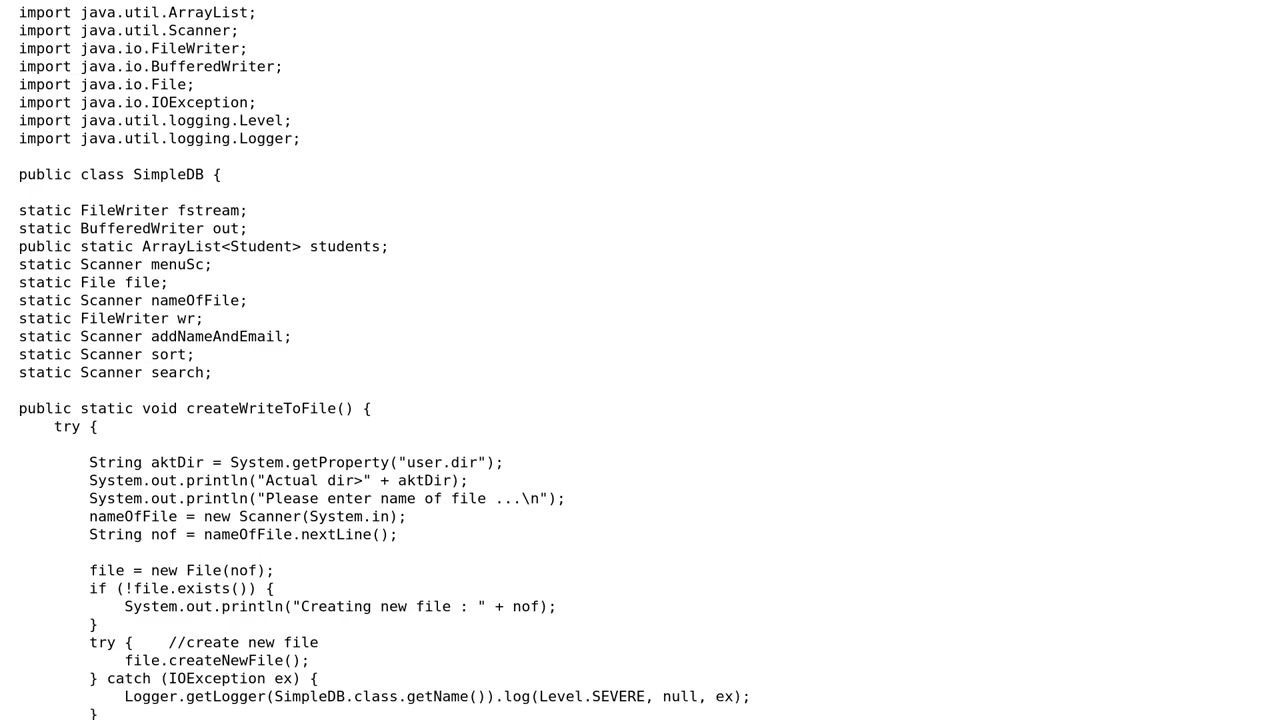 import java.util.ArrayList;
import java.util.Scanner;
import java.io.FileWriter;
import java.io.BufferedWriter;
import java.io.File;
import java.io.IOException;
import java.util.logging.Level;
import java.util.logging.Logger;

public class SimpleDB {

static FileWriter fstream;
static BufferedWriter out;
public static ArrayList<Student> students;
static Scanner menuSc;
static File file;
static Scanner nameOfFile;
static FileWriter wr;
static Scanner addNameAndEmail;
static Scanner sort;
static Scanner search;

public static void createWriteToFile() {
    try {

        String aktDir = System.getProperty("user.dir");
        System.out.println("Actual dir>" + aktDir);
        System.out.println("Please enter name of file ...\n");
        nameOfFile = new Scanner(System.in);
        String nof = nameOfFile.nextLine();

        file = new File(nof);
        if (!file.exists()) {
            System.out.println("Creating new file : " + nof);
        }
        try {    //create new file
            file.createNewFile();
        } catch (IOException ex) {
            Logger.getLogger(SimpleDB.class.getName()).log(Level.SEVERE, null, ex);
        }